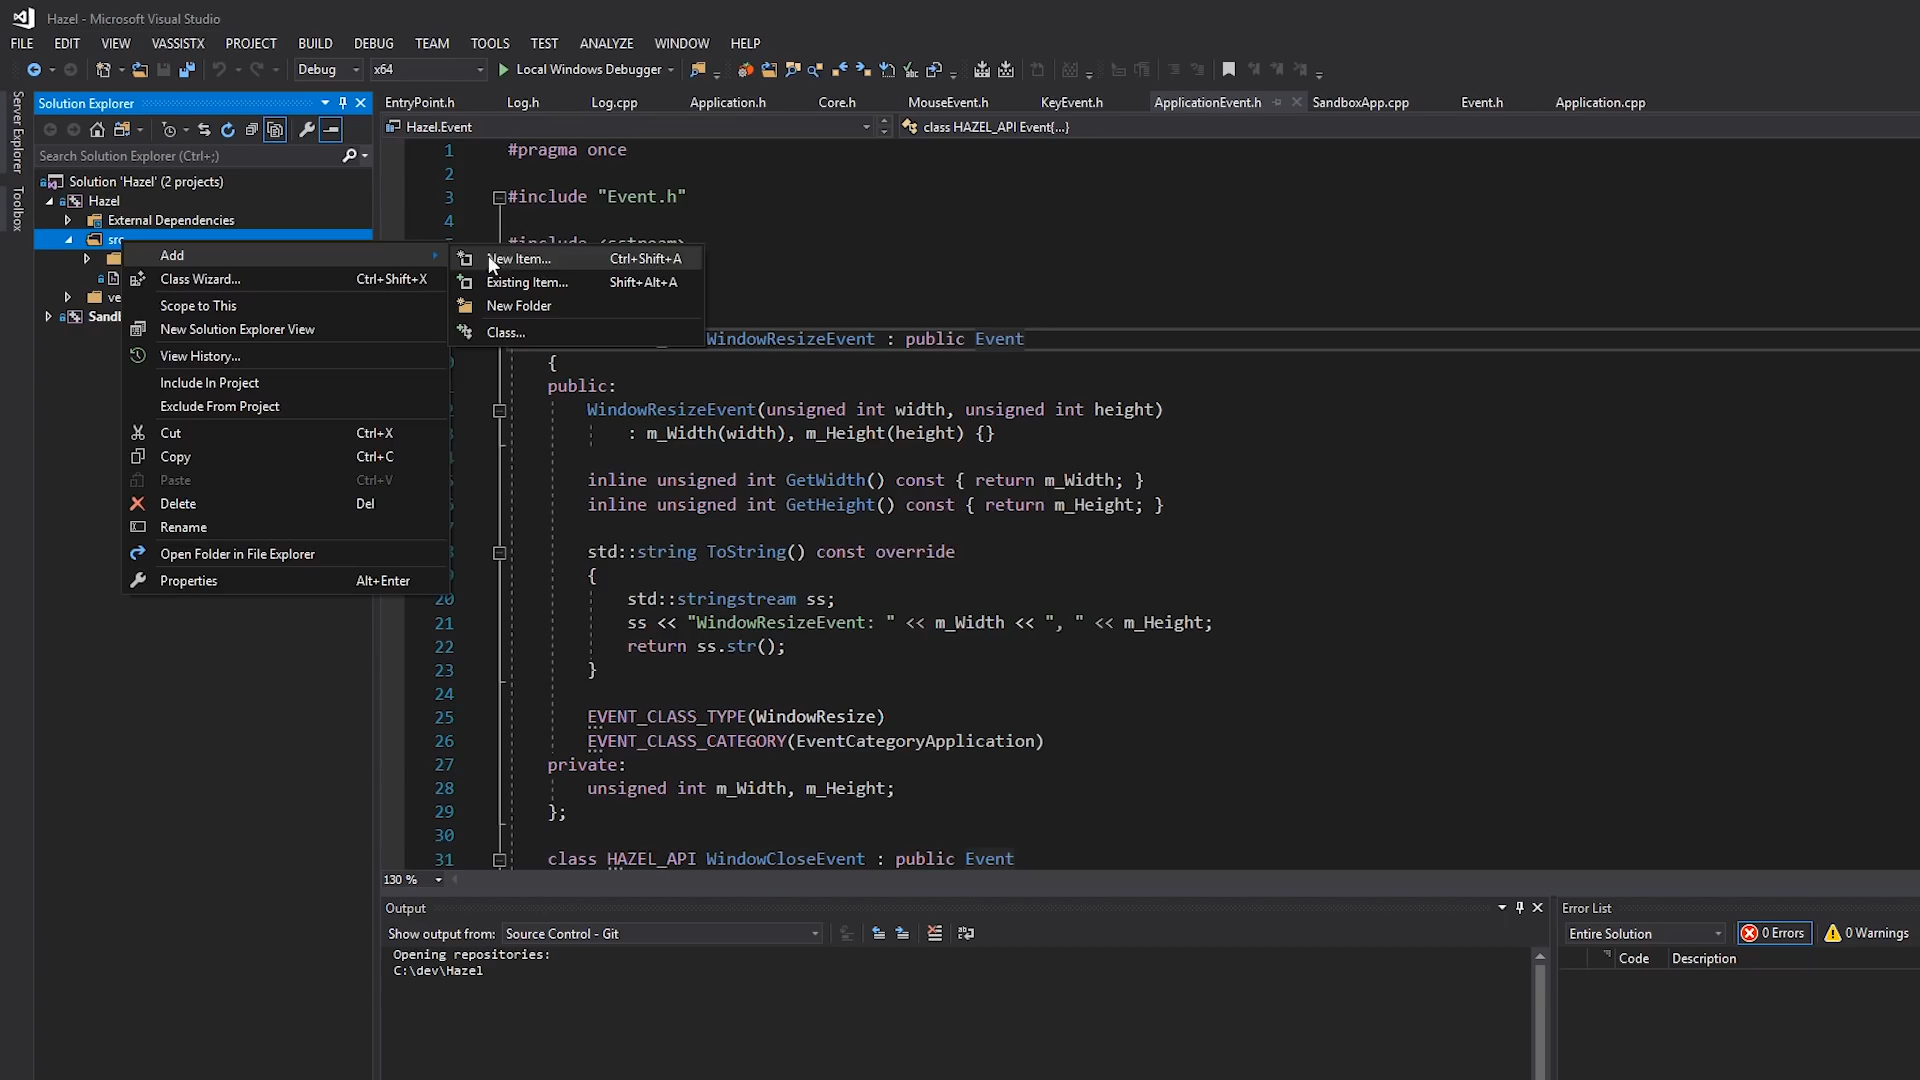 Hazel - Microsoft Visual Studio
FILE EDIT VIEW VASSISTX PROJECT BUILD DEBUG TEAM TOOLS TEST ANALYZE WINDOW HELP
Debug x64 Local Windows Debugger
Server Explorer
Toolbox
Solution Explorer
Search Solution Explorer (Ctrl+;)
Solution 'Hazel' (2 projects)
Hazel
External Dependencies
src
ve
Sandb
Add
Class Wizard... Ctrl+Shift+X
Scope to This
New Solution Explorer View
View History...
Include In Project
Exclude From Project
Cut Ctrl+X
Copy Ctrl+C
Paste Ctrl+V
Delete Del
Rename
Open Folder in File Explorer
Properties Alt+Enter
New Item... Ctrl+Shift+A
Existing Item... Shift+Alt+A
New Folder
Class...
EntryPoint.h Log.h Log.cpp Application.h Core.h MouseEvent.h KeyEvent.h ApplicationEvent.h SandboxApp.cpp Event.h Application.cpp
Hazel.Event class HAZEL_API Event{...}
1 #pragma once
2
3 #include "Event.h"
4
#include <sstream>
WindowResizeEvent : public Event
{
public:
WindowResizeEvent(unsigned int width, unsigned int height)
: m_Width(width), m_Height(height) {}
inline unsigned int GetWidth() const { return m_Width; }
inline unsigned int GetHeight() const { return m_Height; }
std::string ToString() const override
{
20 std::stringstream ss;
21 ss << "WindowResizeEvent: " << m_Width << ", " << m_Height;
22 return ss.str();
23 }
24
25 EVENT_CLASS_TYPE(WindowResize)
26 EVENT_CLASS_CATEGORY(EventCategoryApplication)
27 private:
28 unsigned int m_Width, m_Height;
29 };
30
31 class HAZEL_API WindowCloseEvent : public Event
130 %
Output
Show output from: Source Control - Git
Opening repositories:
C:\dev\Hazel
Error List
Entire Solution 0 Errors 0 Warnings
Code Description